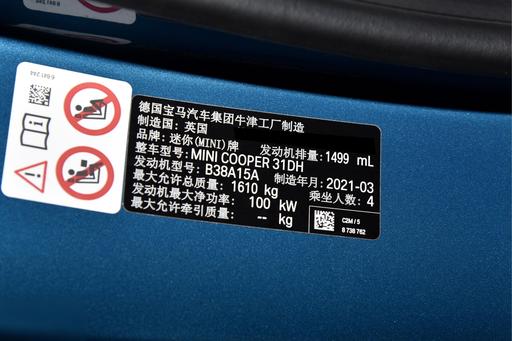 6 041 244
德国宝马汽车集团牛津工厂制造
制造国：英国
品牌：迷你(MINI)牌 发动机排量：1499 mL
整车型号：MINI COOPER 31DH
发动机型号：B38A15A 制造年月：2021-03
最大允许总质量：1610 kg 乘坐人数：4
发动机最大净功率：100 kW
最大允许牵引质量：-- kg
C2M / 5
8 738 762